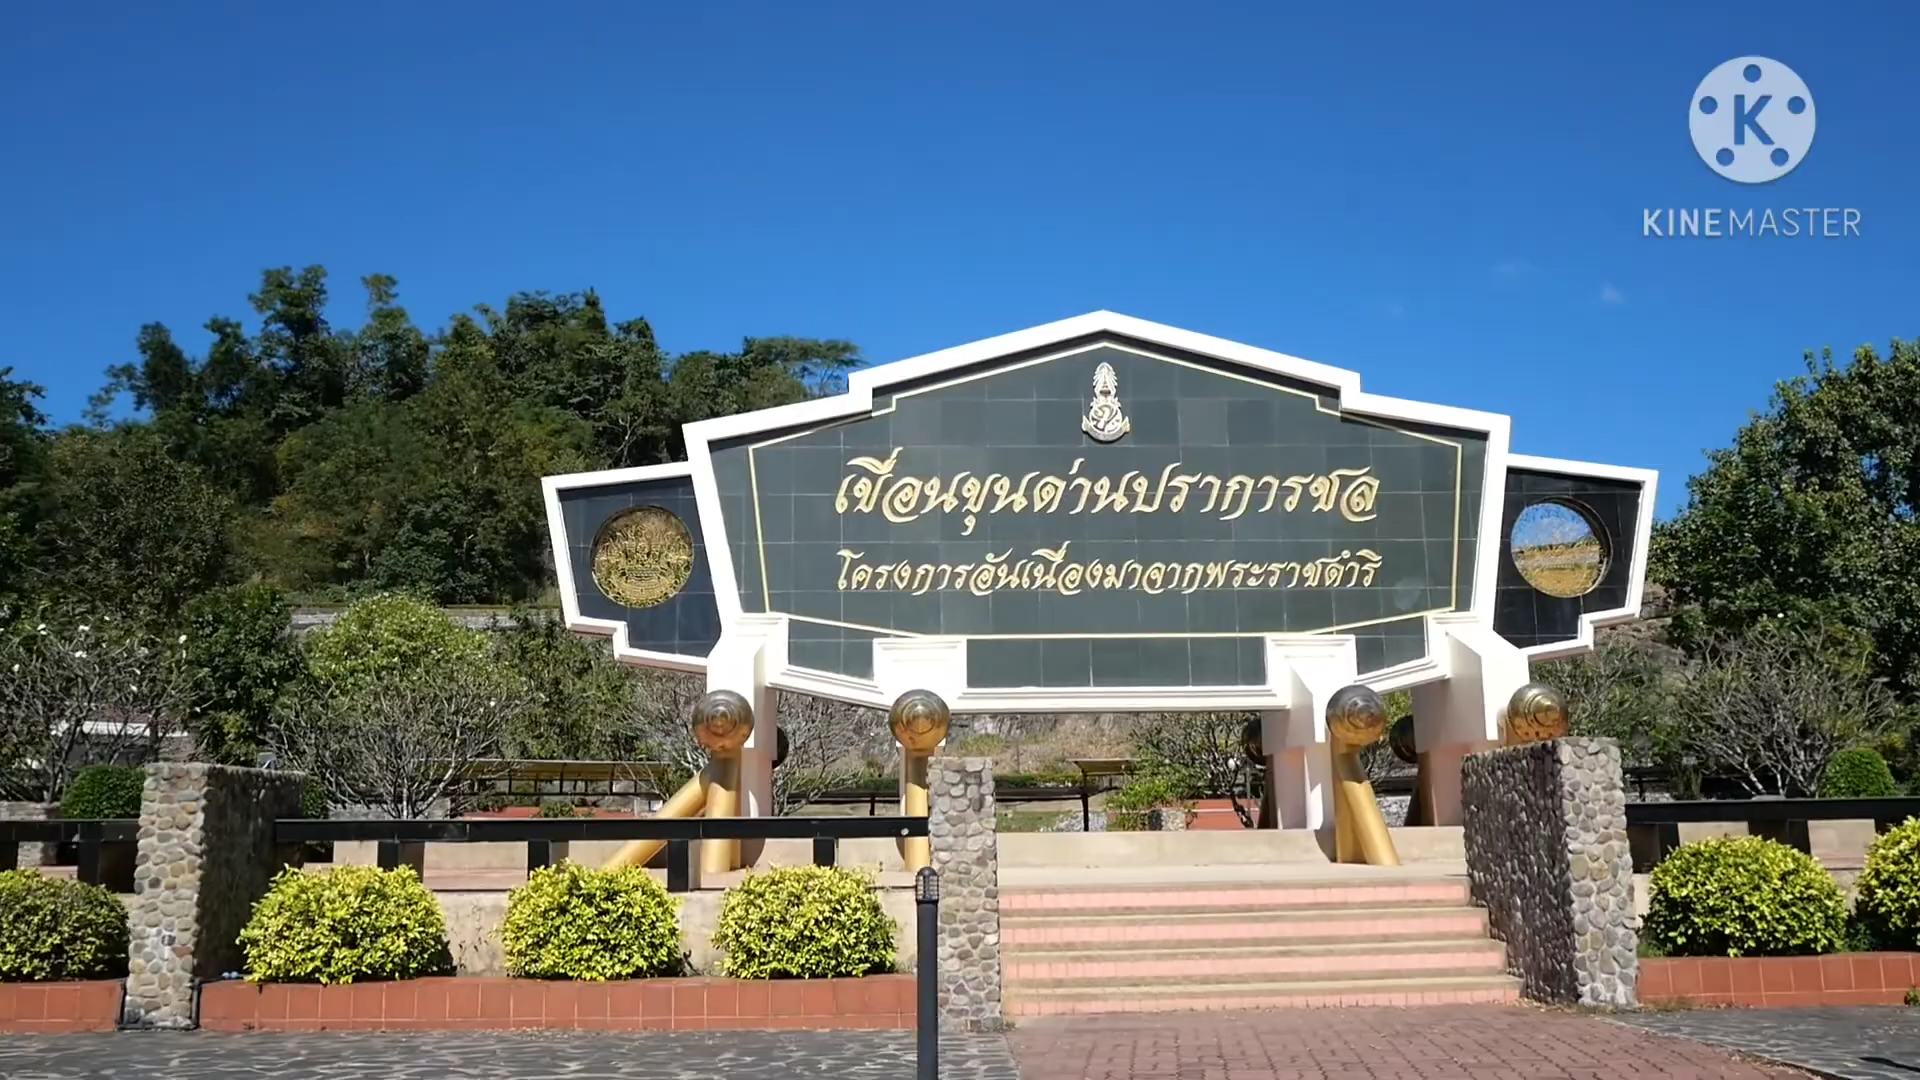 K
KINEMASTER
เขื่อนขุนด่านปราการชล
โครงการอันเนื่องมาจากพระราชดำริ